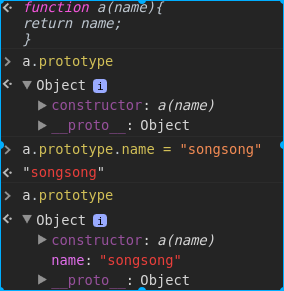 function a(name){
return name;
}
a.prototype
Object i
constructor: a(name)
__proto__: Object
a.prototype.name = "songsong"
"songsong"
a.prototype
Object i
constructor: a(name)
name: "songsong"
__proto__: Object